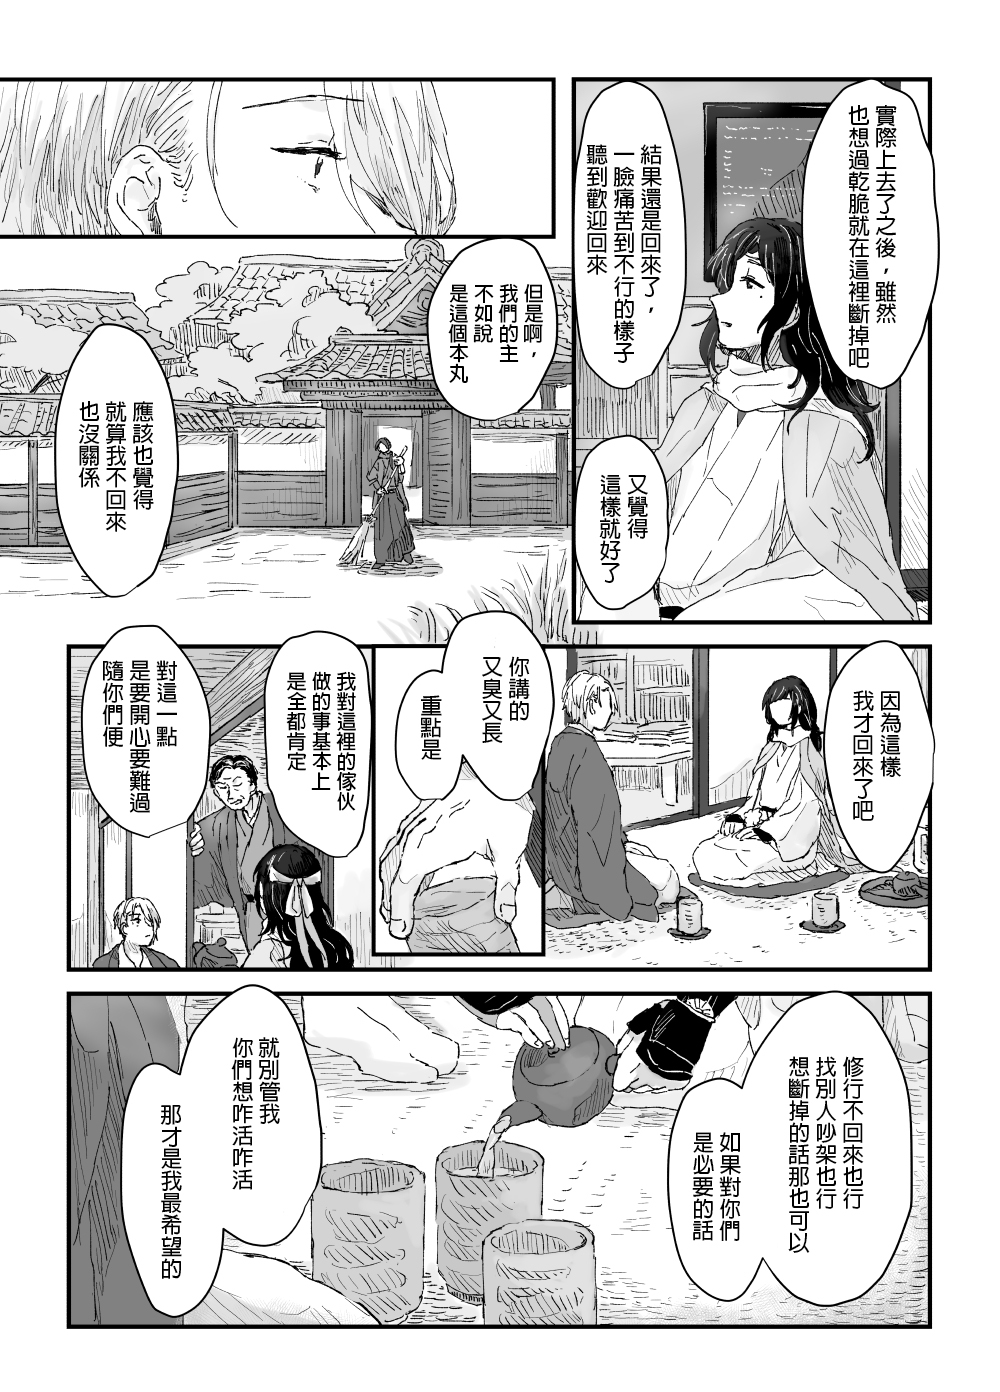 實際上去了之後，雖然
也想過乾脆就在這裡斷掉吧
結果還是回來了，
一臉痛苦到不行的樣子
聽到歡迎回來
又覺得
這樣就好了
但是啊，
我們的主
不如說
是這個本丸
應該也覺得
就算我不回來
也沒關係
因為這樣
我才回來了吧
你講的
又臭又長
重點是
我對這裡的傢伙
做的事基本上
是全都肯定
對這一點
是要開心要難過
隨你們便
修行不回來也行
找別人吵架也行
想斷掉的話那也可以
如果對你們
是必要的話
就別管我
你們想咋活咋活
那才是我最希望的